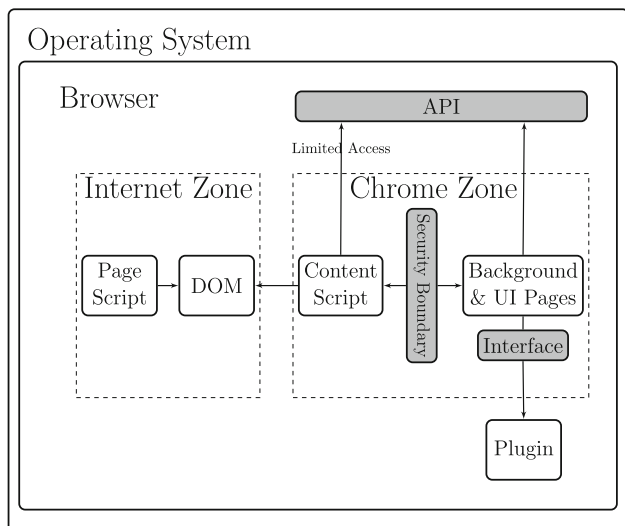 Operating System
Browser
API
Limited Access
Internet Zone
Chrome Zone
Page
Script
DOM
Content
Script
Security Boundary
Background
& UI Pages
Interface
Plugin